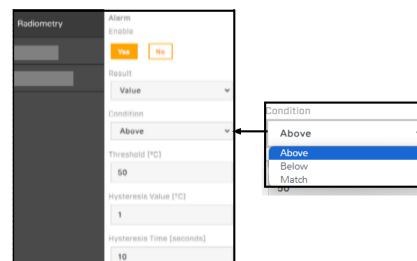 Radiometry
Alarm
Enable
Yes No
Result
Value
Condition
Above
Threshold [°C]
50
Hysteresis Value [°C]
1
Hysteresis Time [seconds]
10
Condition
Above
Above
Below
Match
50